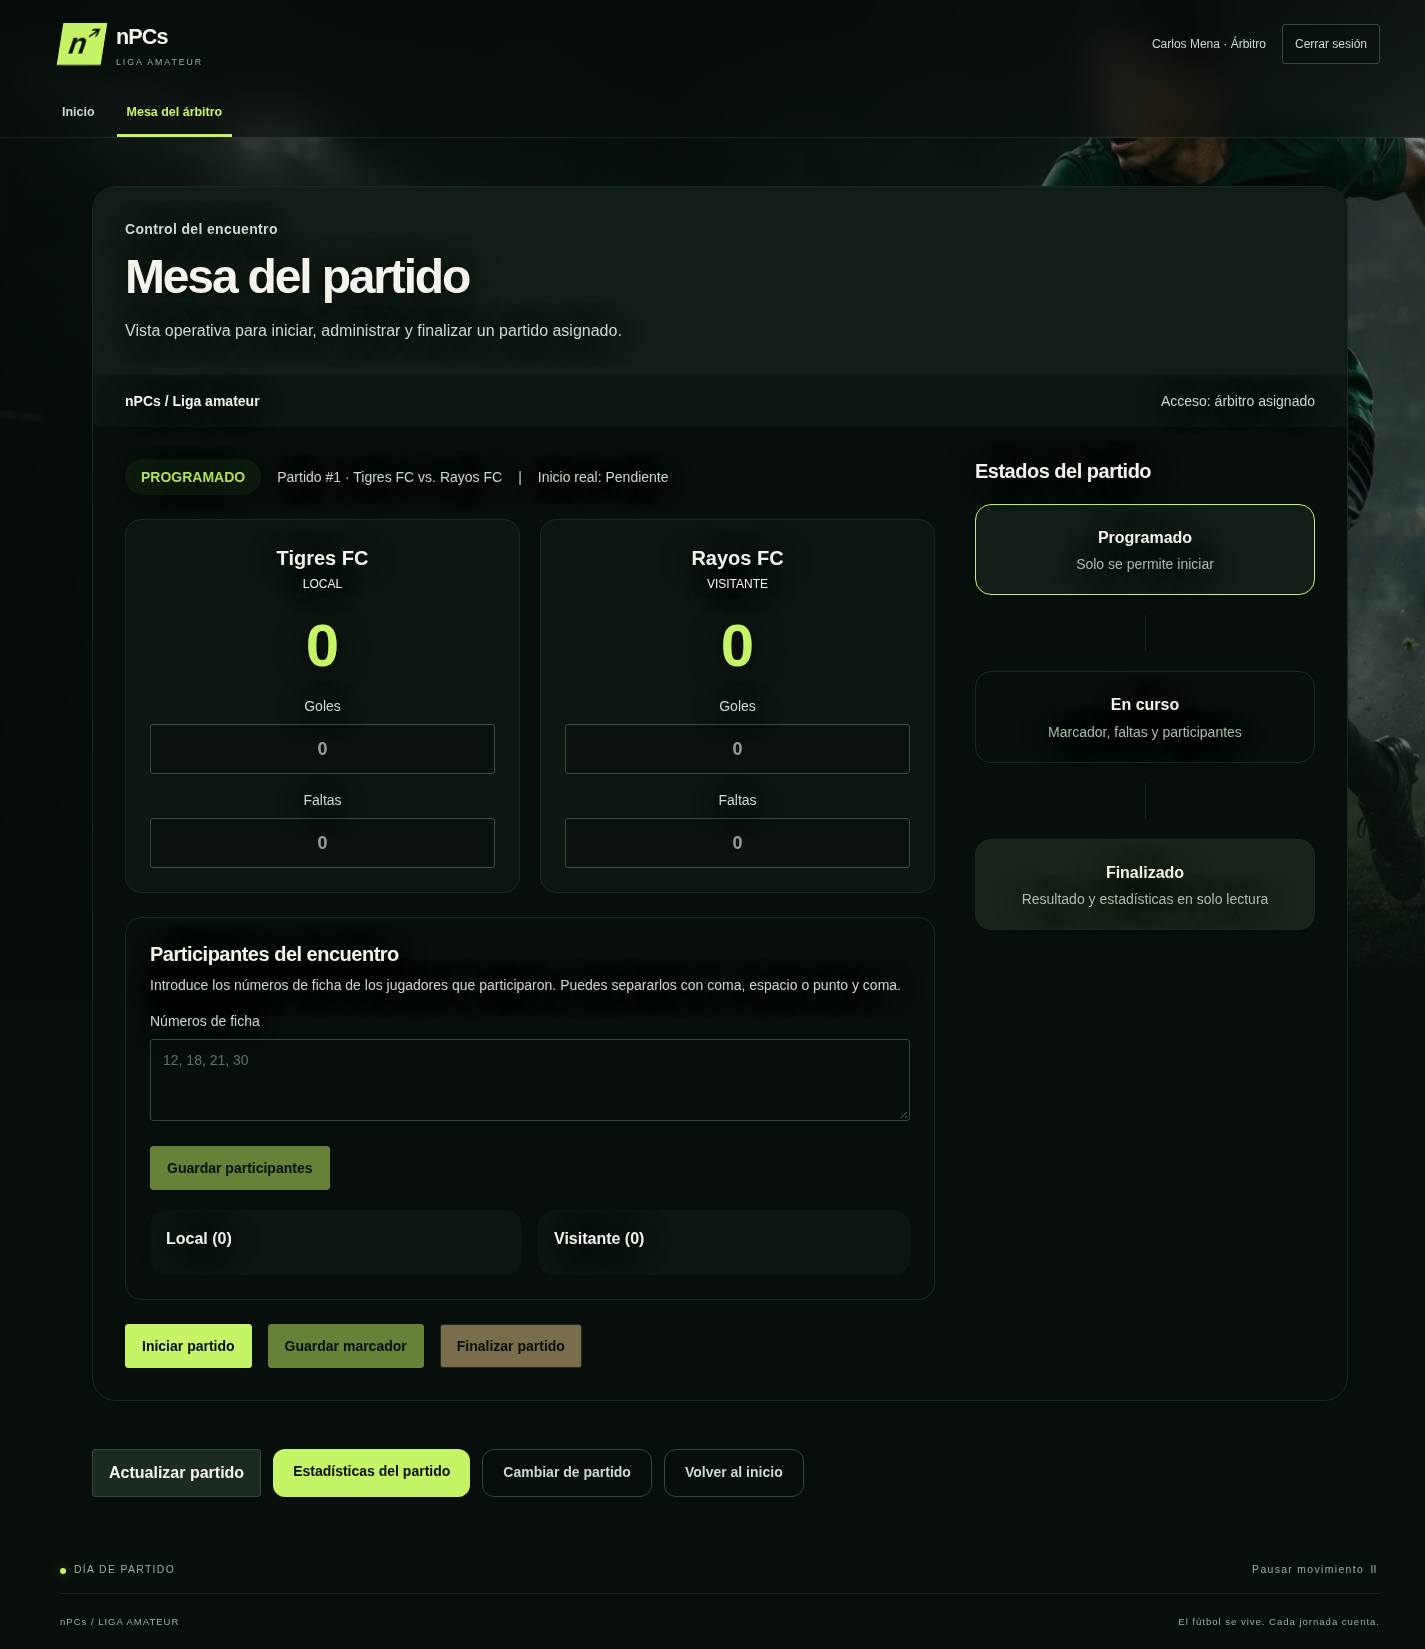 n nPCs
LIGA AMATEUR
Carlos Mena · Árbitro
Cerrar sesión
Inicio
Mesa del árbitro
Control del encuentro
Mesa del partido
Vista operativa para iniciar, administrar y finalizar un partido asignado.
nPCs / Liga amateur
Acceso: árbitro asignado
PROGRAMADO
Partido #1 · Tigres FC vs. Rayos FC | Inicio real: Pendiente
Tigres FC
LOCAL
0
Goles
0
Faltas
0
Rayos FC
VISITANTE
0
Goles
0
Faltas
0
Estados del partido
Programado
Solo se permite iniciar
En curso
Marcador, faltas y participantes
Finalizado
Resultado y estadísticas en solo lectura
Participantes del encuentro
Introduce los números de ficha de los jugadores que participaron. Puedes separarlos con coma, espacio o punto y coma.
Números de ficha
12, 18, 21, 30
Guardar participantes
Local (0)
Visitante (0)
Iniciar partido
Guardar marcador
Finalizar partido
Actualizar partido
Estadísticas del partido
Cambiar de partido
Volver al inicio
DÍA DE PARTIDO
Pausar movimiento II
nPCs / LIGA AMATEUR
El fútbol se vive. Cada jornada cuenta.